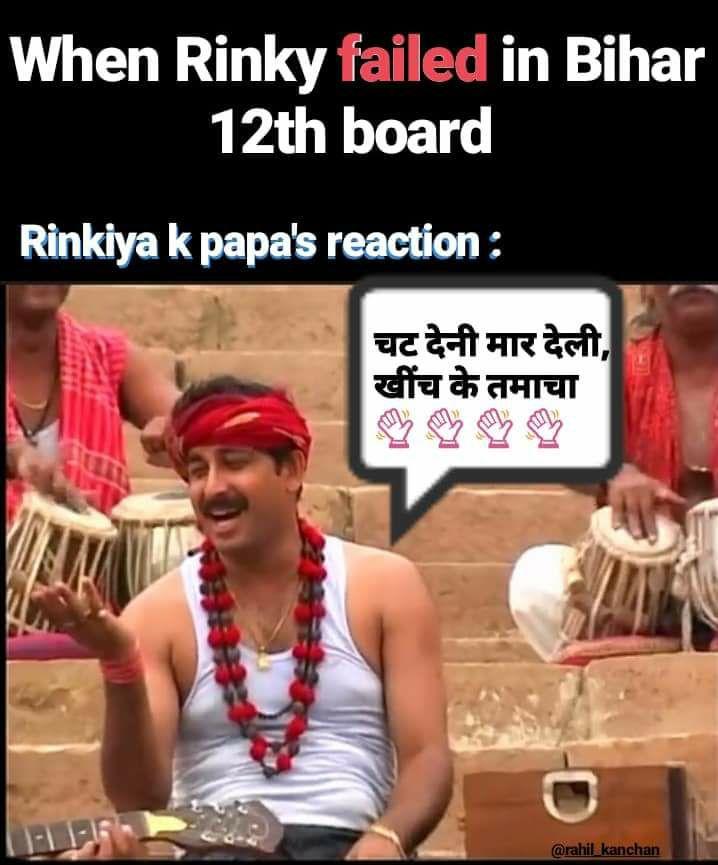 When Rinky failed in Bihar
12th board
Rinkiya k papa's reaction :
चट देनी मार देली,
खींच के तमाचा
@rahil_kanchan